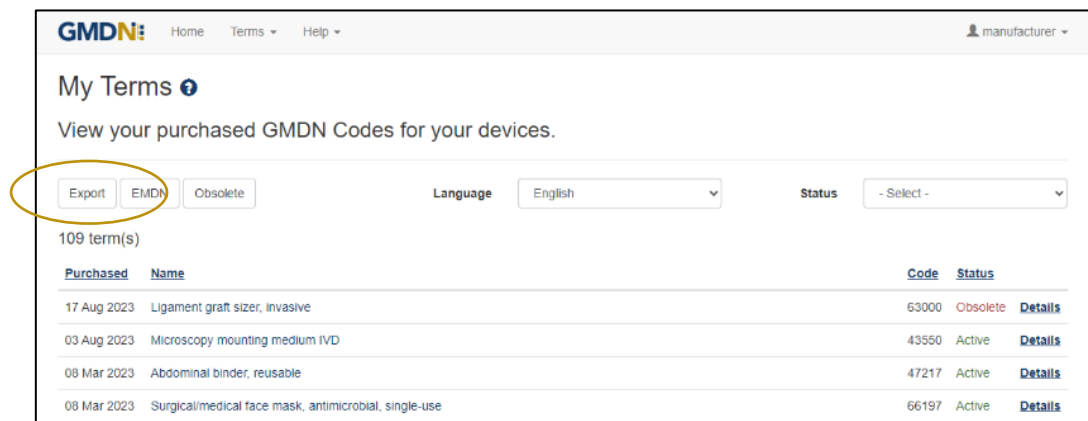 GMDN Home Terms Help manufacturer
My Terms ?
View your purchased GMDN Codes for your devices.
Export EMDN Obsolete Language English Status - Select -
109 term(s)
Purchased Name Code Status
17 Aug 2023 Ligament graft sizer, invasive 63000 Obsolete Details
03 Aug 2023 Microscopy mounting medium IVD 43550 Active Details
08 Mar 2023 Abdominal binder, reusable 47217 Active Details
08 Mar 2023 Surgical/medical face mask, antimicrobial, single-use 66197 Active Details